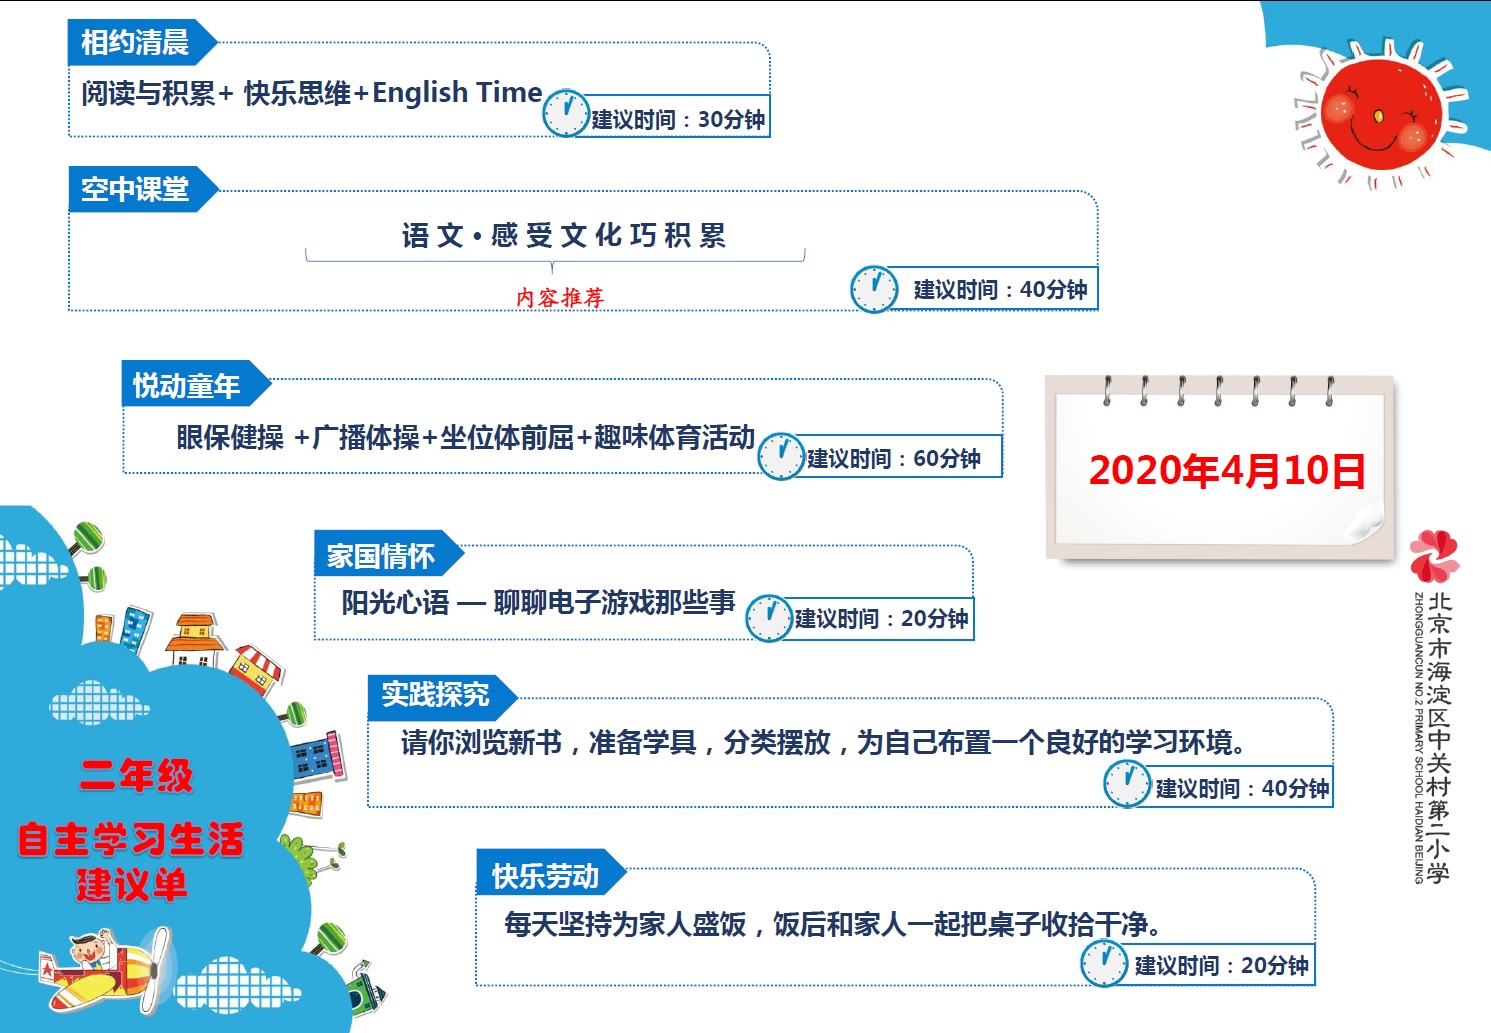 相约清晨
阅读与积累+ 快乐思维+English Time
建议时间：30分钟
空中课堂
语文·感受文化巧积累
内容推荐
建议时间：40分钟
悦动童年
眼保健操 +广播体操+坐位体前屈+趣味体育活动
建议时间：60分钟
2020年4月10日
家国情怀
阳光心语 — 聊聊电子游戏那些事
建议时间：20分钟
实践探究
请你浏览新书，准备学具，分类摆放，为自己布置一个良好的学习环境。
建议时间：40分钟
快乐劳动
每天坚持为家人盛饭，饭后和家人一起把桌子收拾干净。
建议时间：20分钟
二年级
自主学习生活
建议单
北京市海淀区中关村第二小学
ZHONGGUANCUN NO.2 PRIMARY SCHOOL HAIDIAN BEIJING